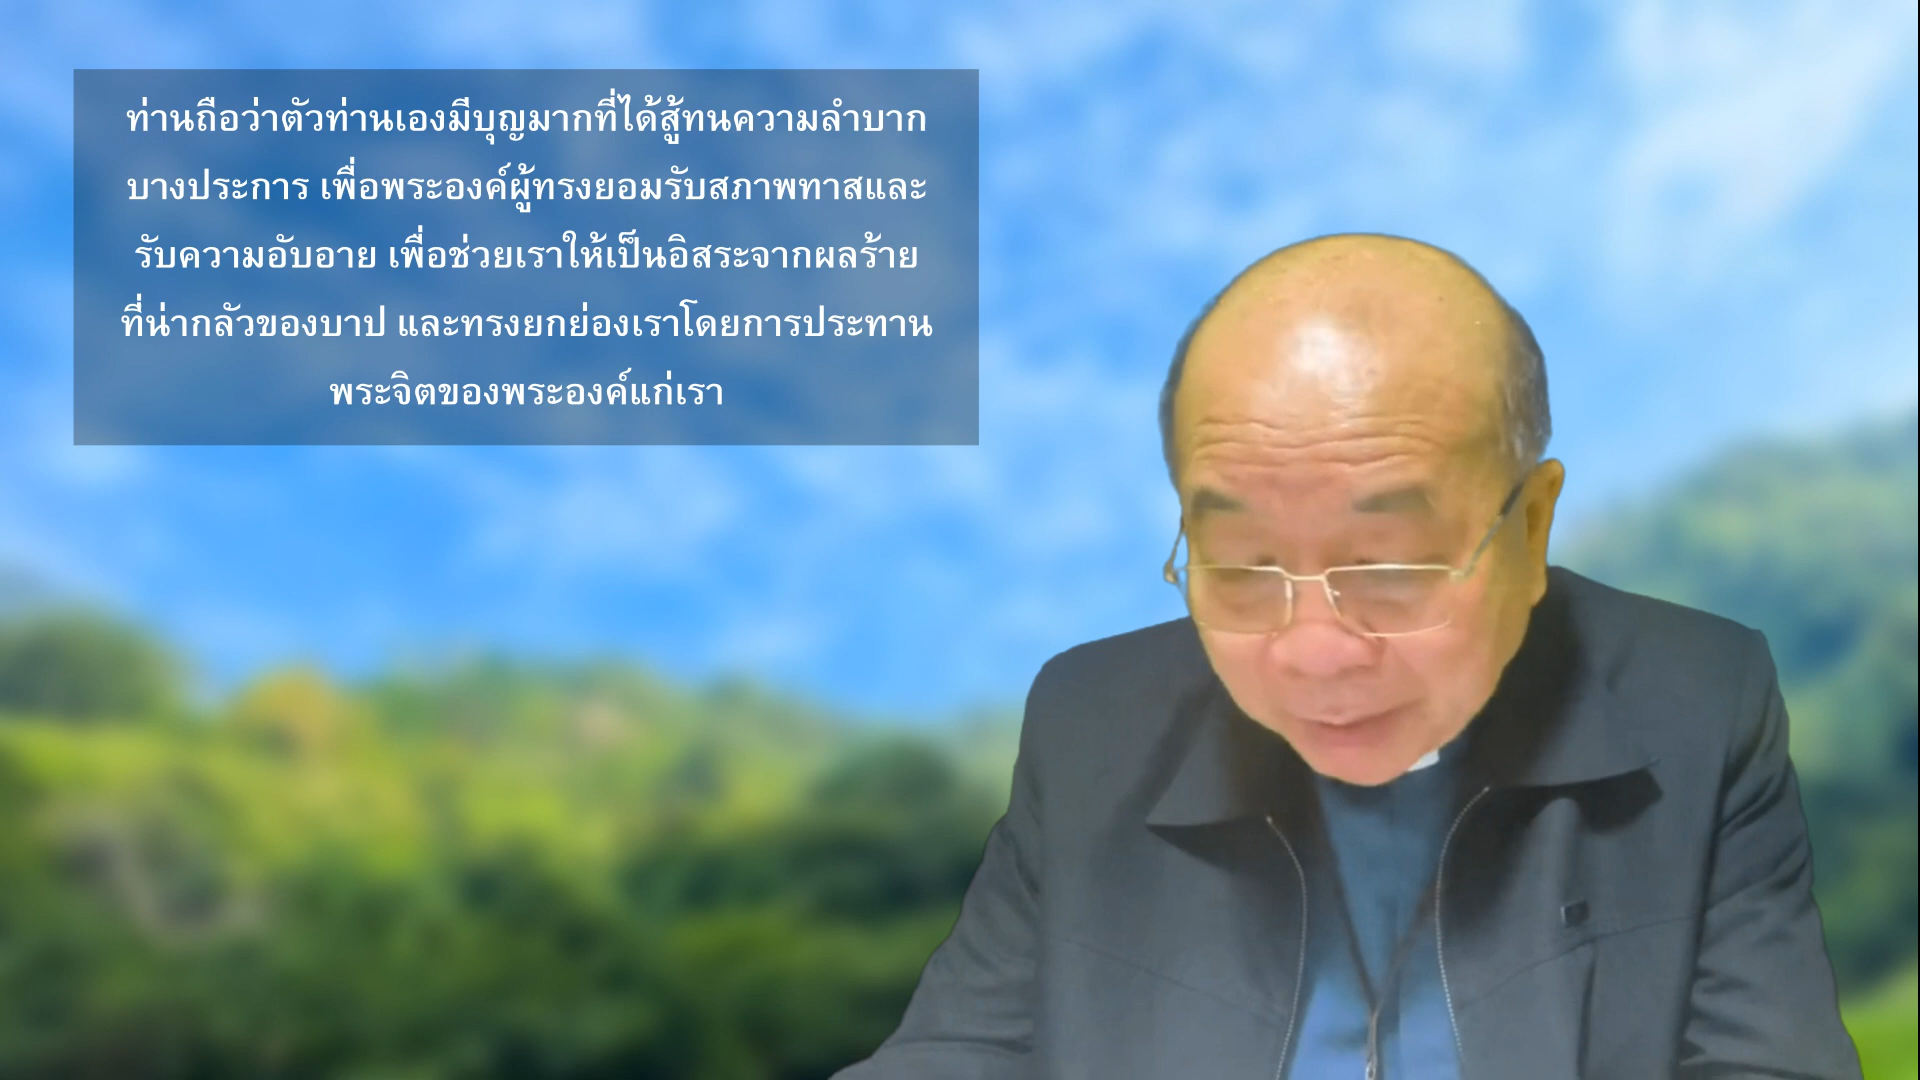 ท่านถือว่าตัวท่านเองมีบุญมากที่ได้สู้ทนความลำบาก
บางประการ เพื่อพระองค์ผู้ทรงยอมรับสภาพทาสและ
รับความอับอาย เพื่อช่วยเราให้เป็นอิสระจากผลร้าย
ที่น่ากลัวของบาป และทรงยกย่องเราโดยการประทาน
พระจิตของพระองค์แก่เรา